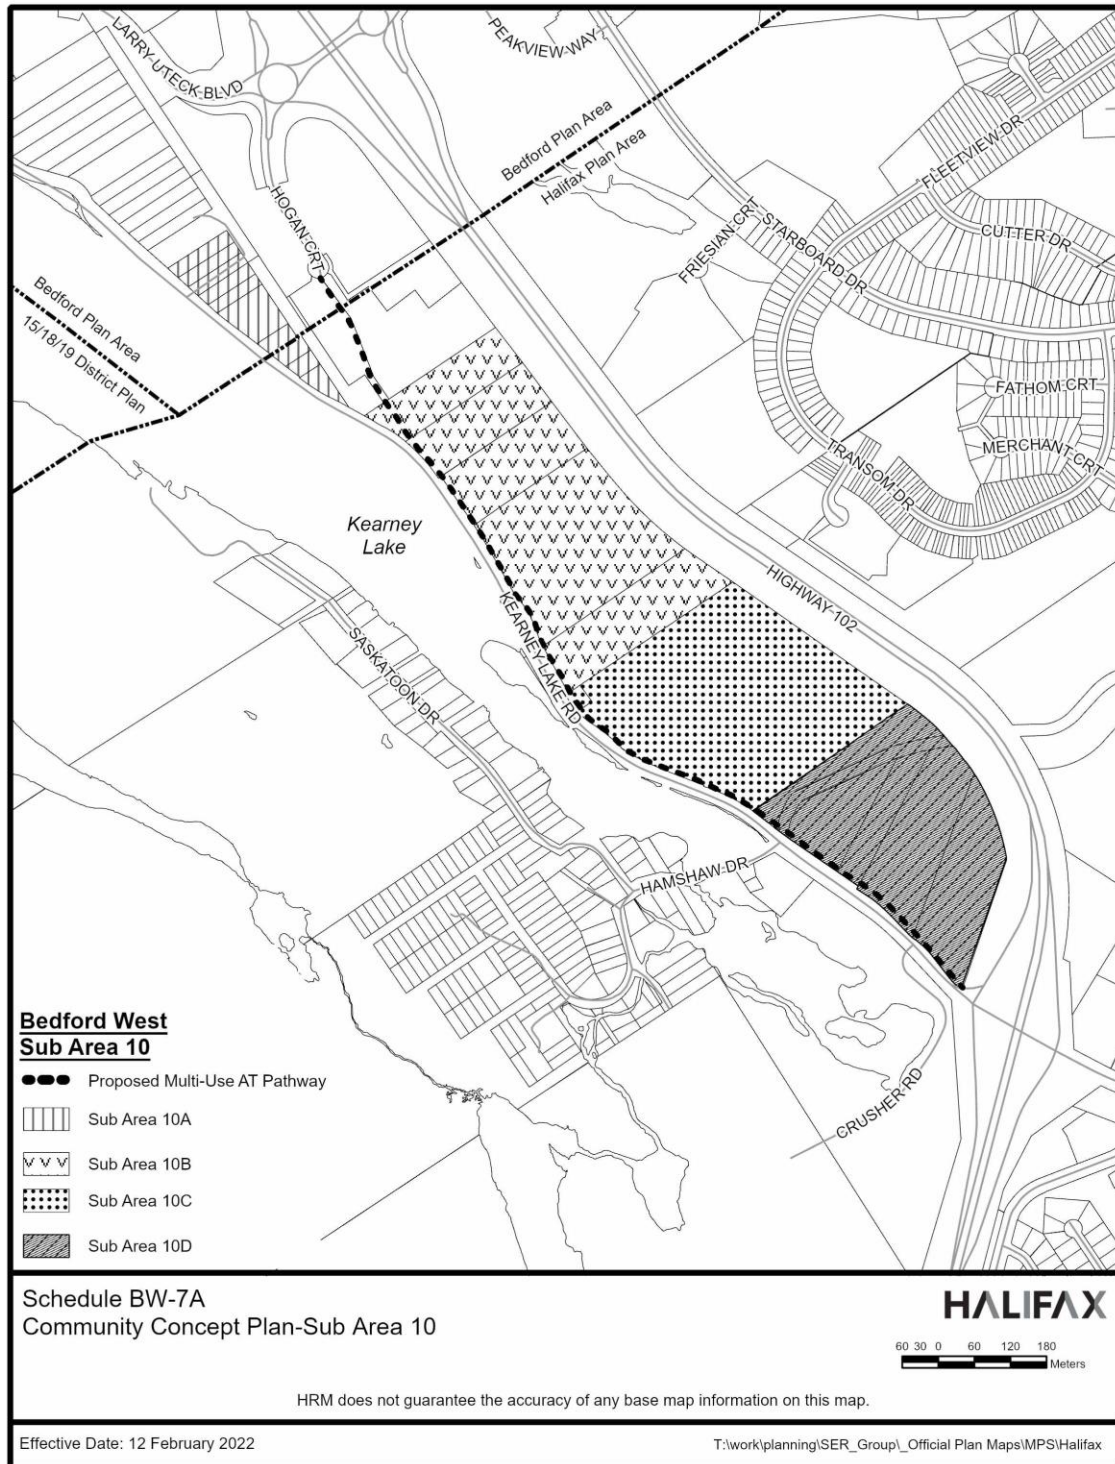 LARRY UTECK BLVD
PEAKVIEW WAY
Bedford Plan Area
Halifax Plan Area
FLEETVIEW DR
HOGAN CRT
FRIESIAN CRT
STARBOARD DR
CUTTER DR
Bedford Plan Area
15/18/19 District Plan
FATHOM CRT
MERCHANT CRT
TRANSOM DR
Kearney
Lake
HIGHWAY 102
KEARNEY LAKE RD
SASKATOON DR
HAMSHAW DR
CRUSHER RD
Bedford West
Sub Area 10
Proposed Multi-Use AT Pathway
Sub Area 10A
Sub Area 10B
Sub Area 10C
Sub Area 10D
Schedule BW-7A
Community Concept Plan-Sub Area 10
HALIFAX
60 30 0 60 120 180
Meters
HRM does not guarantee the accuracy of any base map information on this map.
Effective Date: 12 February 2022
T:\work\planning\SER_Group\_Official Plan Maps\MPS\Halifax